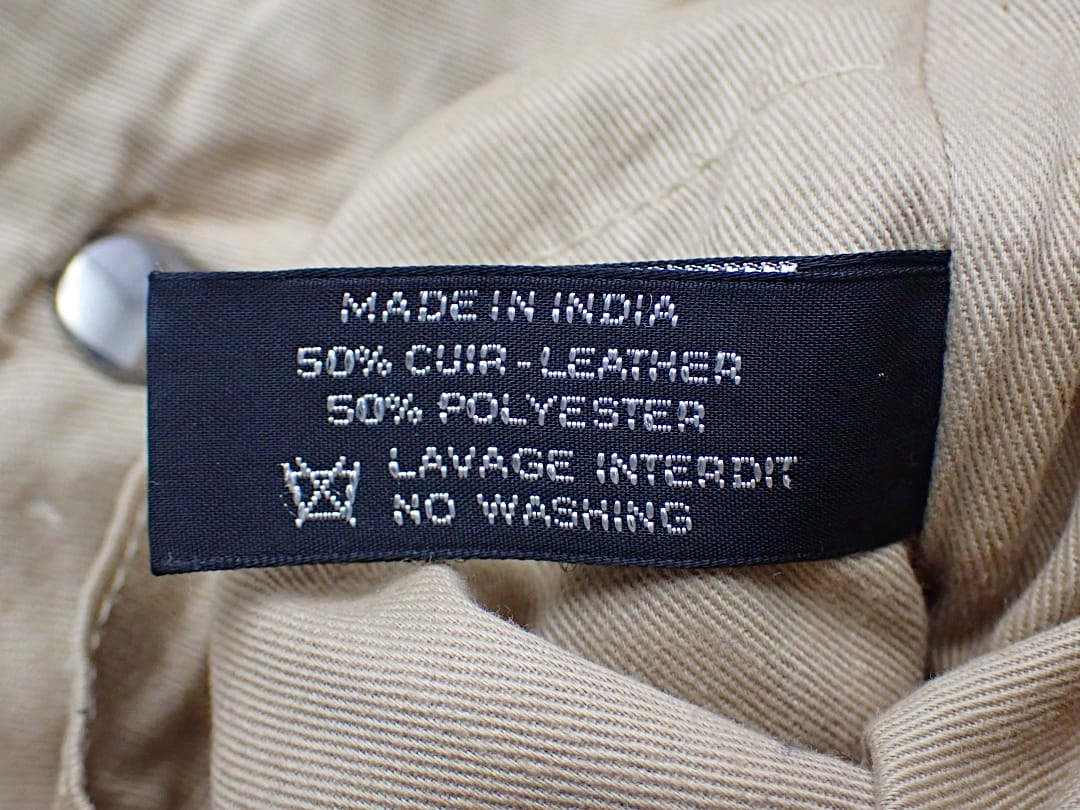 MADE IN INDIA
50% CUIR-LEATHER
50% POLYESTER
LAVAGE INTERDIT
NO WASHING